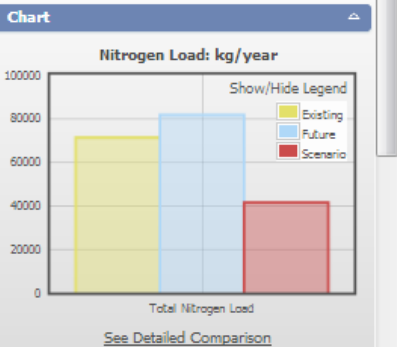 Chart
Nitrogen Load: kg/year
Show/Hide Legend
Existing
Future
Scenario
100000
80000
60000
40000
20000
0
Total Nitrogen Load
See Detailed Comparison